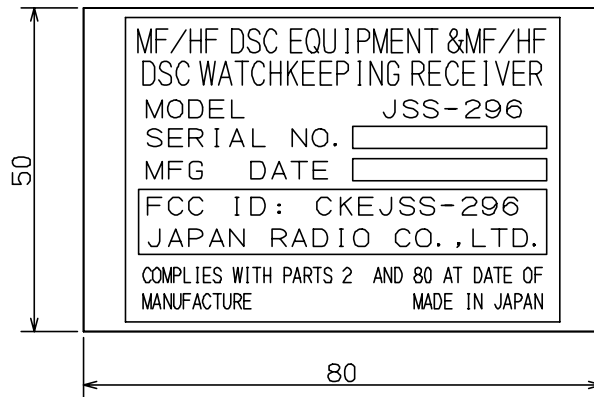 MF/HF DSC EQUIPMENT &MF/HF
DSC WATCHKEEPING RECEIVER
MODEL JSS-296
SERIAL NO.
MFG DATE
FCC ID: CKEJSS-296
JAPAN RADIO CO.,LTD.
COMPLIES WITH PARTS 2 AND 80 AT DATE OF
MANUFACTURE MADE IN JAPAN
50
80